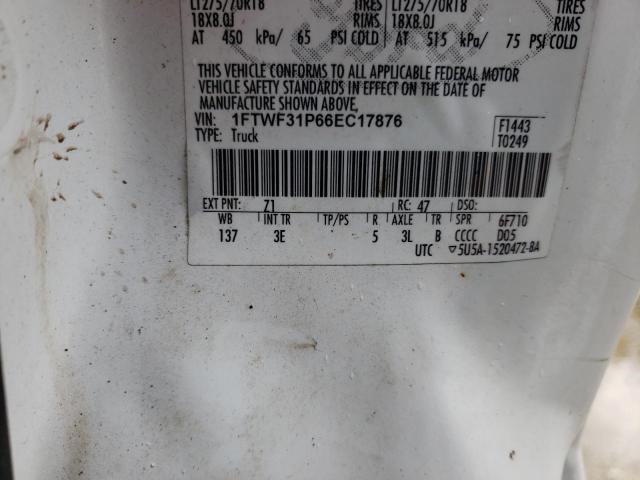 LT275/70R18 TIRES LT275/70R18 TIRES
18X8.0J RIMS 18X8.0J RIMS
AT 450 kPa/ 65 PSI COLD AT 515 kPa/ 75 PSI COLD
THIS VEHICLE CONFORMS TO ALL APPLICABLE FEDERAL MOTOR
VEHICLE SAFETY STANDARDS IN EFFECT ON THE DATE OF
MANUFACTURE SHOWN ABOVE.
VIN: 1FTWF31P66EC17876
TYPE: Truck
F1443
T0249
EXT PNT: Z1 RC: 47 DSO:
WB INT TR TP/PS R AXLE TR SPR 6F710
137 3E 5 3L B CCCC D05
UTC ▽5U5A-1520472-BA